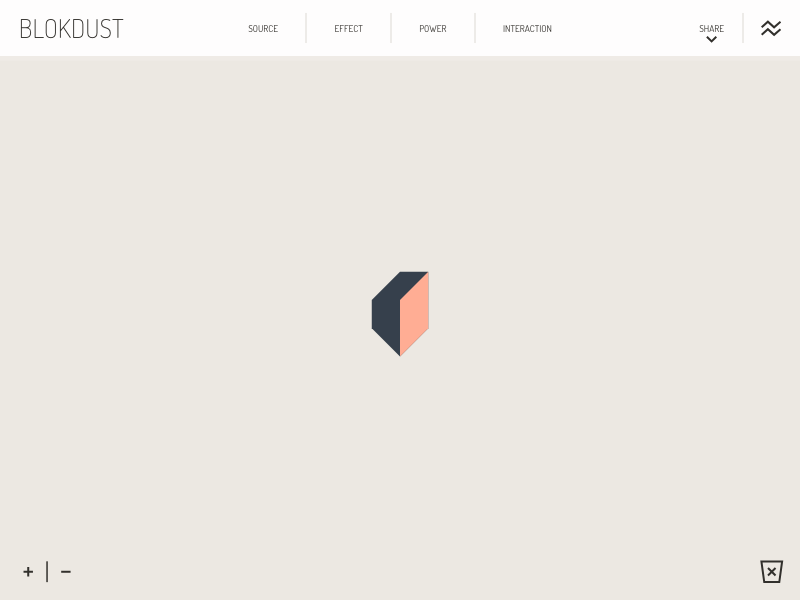 BLOKDUST
SOURCE
EFFECT
POWER
INTERACTION
SHARE